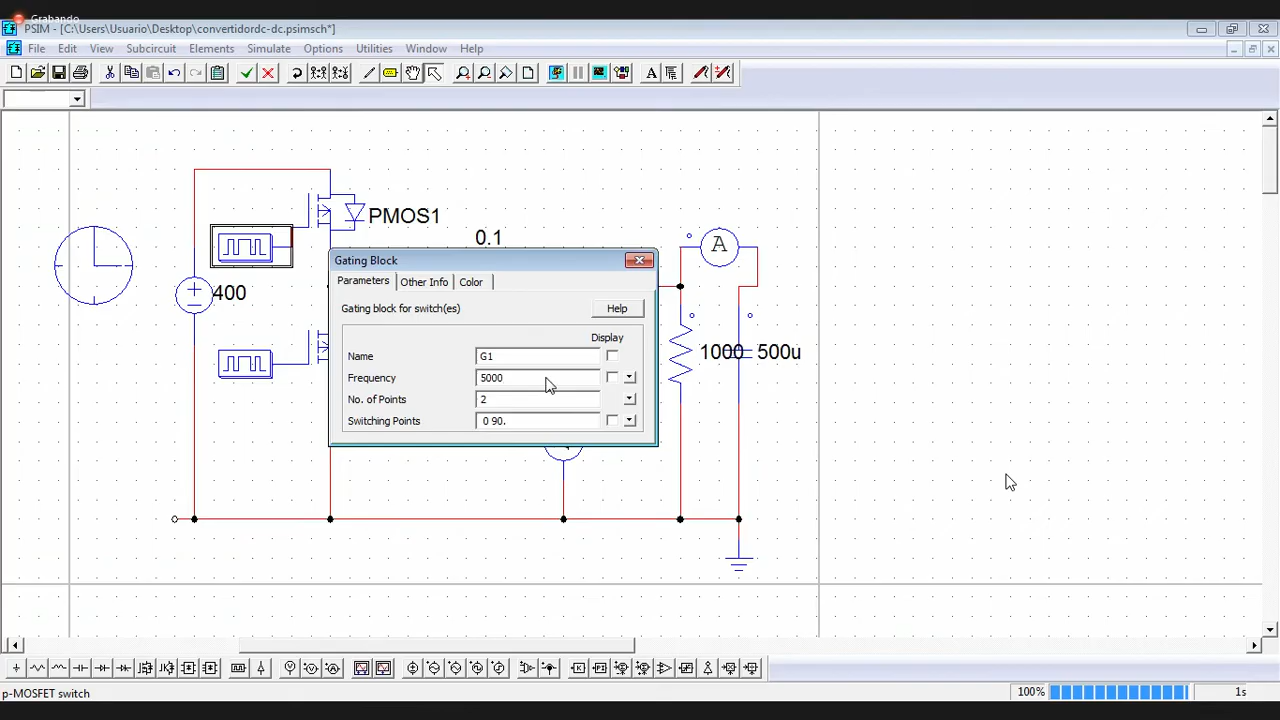 Grabando
PSIM - [C:\Users\Usuario\Desktop\convertidordc-dc.psimsch*]
File Edit View Subcircuit Elements Simulate Options Utilities Window Help
PMOS1
0.1
400
A
1000
500u
Gating Block
Parameters Other Info Color
Gating block for switch(es)
Help
Display
Name G1
Frequency 5000
No. of Points 2
Switching Points 0 90.
p-MOSFET switch
100%
1s